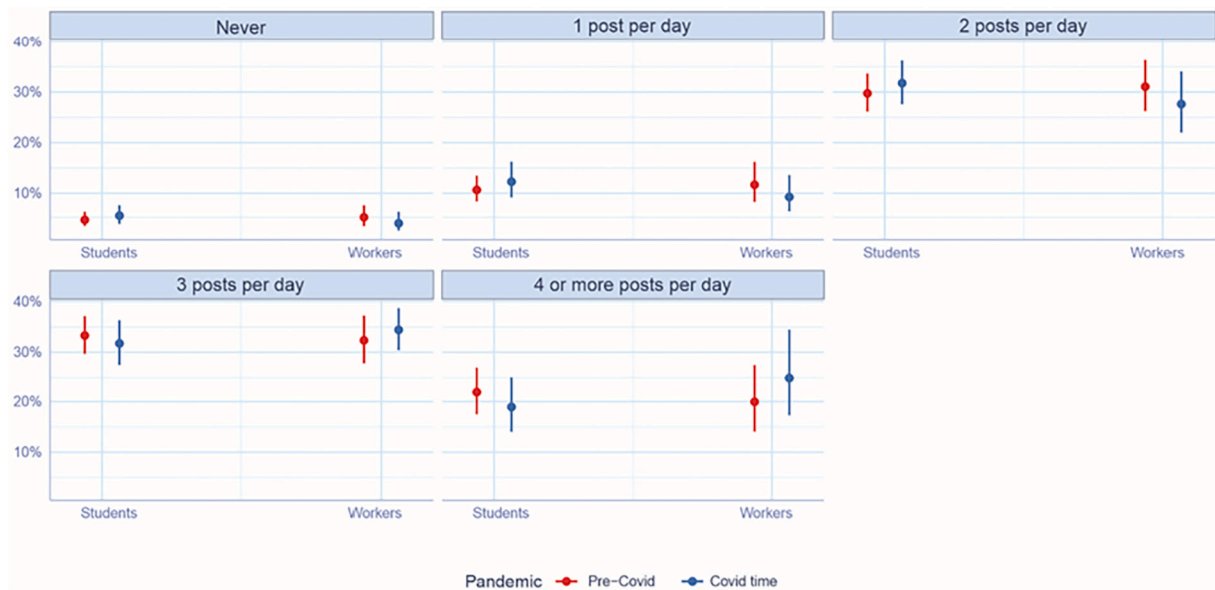 Never
1 post per day
2 posts per day
40%
30%
20%
10%
Students
Workers
Students
Workers
Students
Workers
3 posts per day
4 or more posts per day
40%
30%
20%
10%
Students
Workers
Students
Workers
Pandemic
Pre-Covid
Covid time